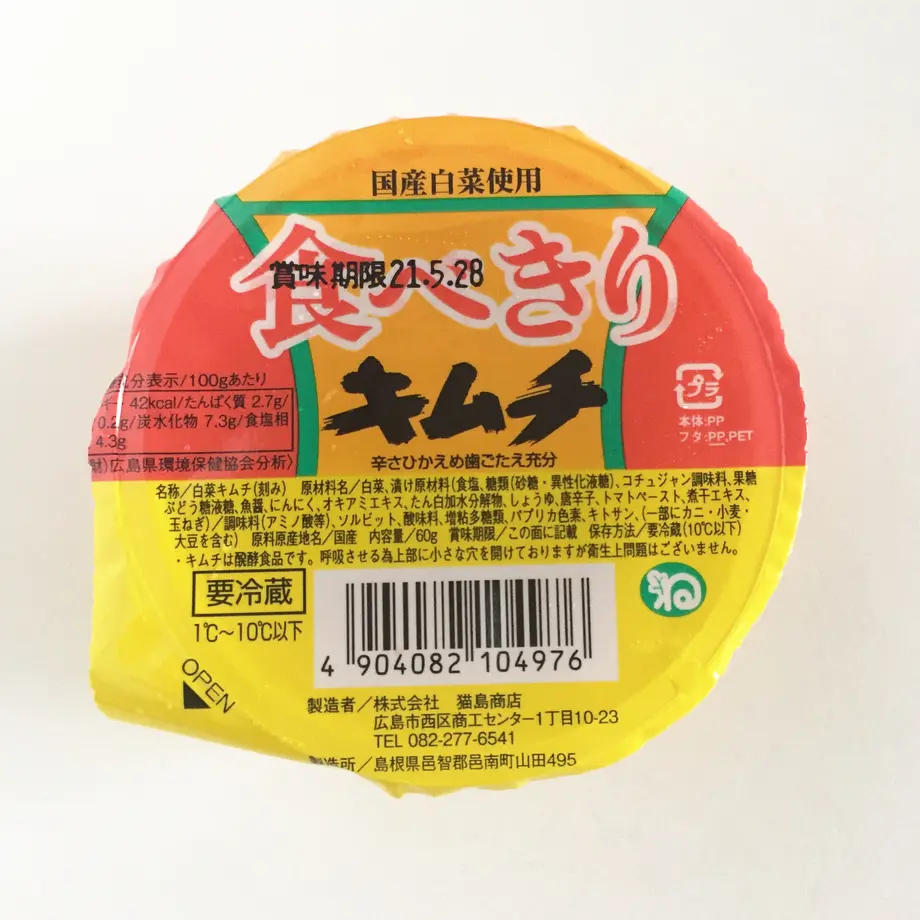 国産白菜使用
食べきり
賞味期限21.5.28
キムチ
辛さひかえめ歯ごたえ充分
プラ
本体:PP
フタ:PP,PET
分表示/100gあたり
ー 42kcal/たんぱく質 2.7g/
0.2g/炭水化物 7.3g/食塩相
4.3g
広島県環境保健協会分析〉
名称/白菜キムチ(刻み) 原材料名/白菜、漬け原材料(食塩、糖類(砂糖・異性化液糖)、コチュジャン調味料、果糖
ぶどう糖液糖、魚醤、にんにく、オキアミエキス、たん白加水分解物、しょうゆ、唐辛子、トマトペースト、煮干エキス、
玉ねぎ)/調味料(アミノ酸等)、ソルビット、酸味料、増粘多糖類、パプリカ色素、キトサン、(一部にカニ・小麦・
大豆を含む) 原料原産地名/国産 内容量/60g 賞味期限/この面に記載 保存方法/要冷蔵(10℃以下)
・キムチは醗酵食品です。呼吸させる為上部に小さな穴を開けておりますが衛生上問題はございません。
要冷蔵
1℃〜10℃以下
4 904082 104976
OPEN
製造者/株式会社 猫島商店
広島市西区商工センター1丁目10-23
TEL 082-277-6541
造所/島根県邑智郡邑南町山田495